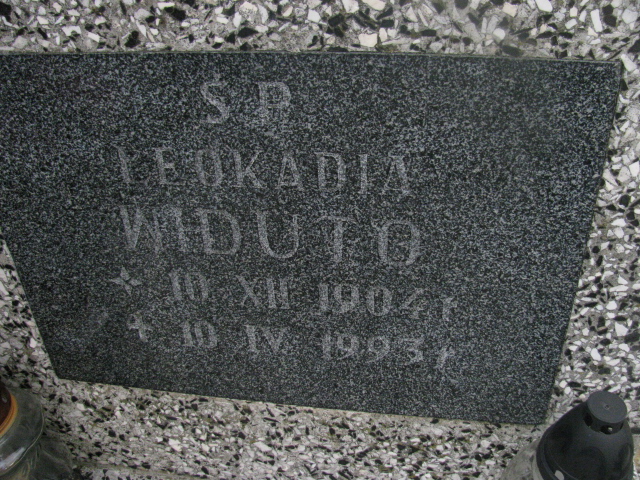 Ś P
LEOKADIA
WIDUTO
* 10 XII 1904 r
✝ 10 IV 1993 r